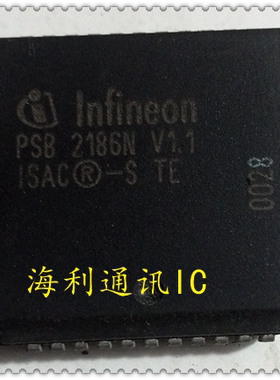 Infineon
PSB 2186N V1.1
ISAC®-S TE
0028
海利通讯IC